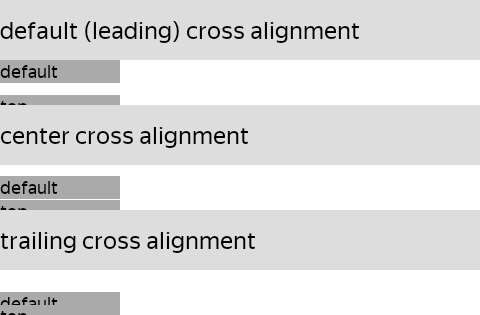 default (leading) cross alignment
default
top
center cross alignment
default
top
trailing cross alignment
default
top